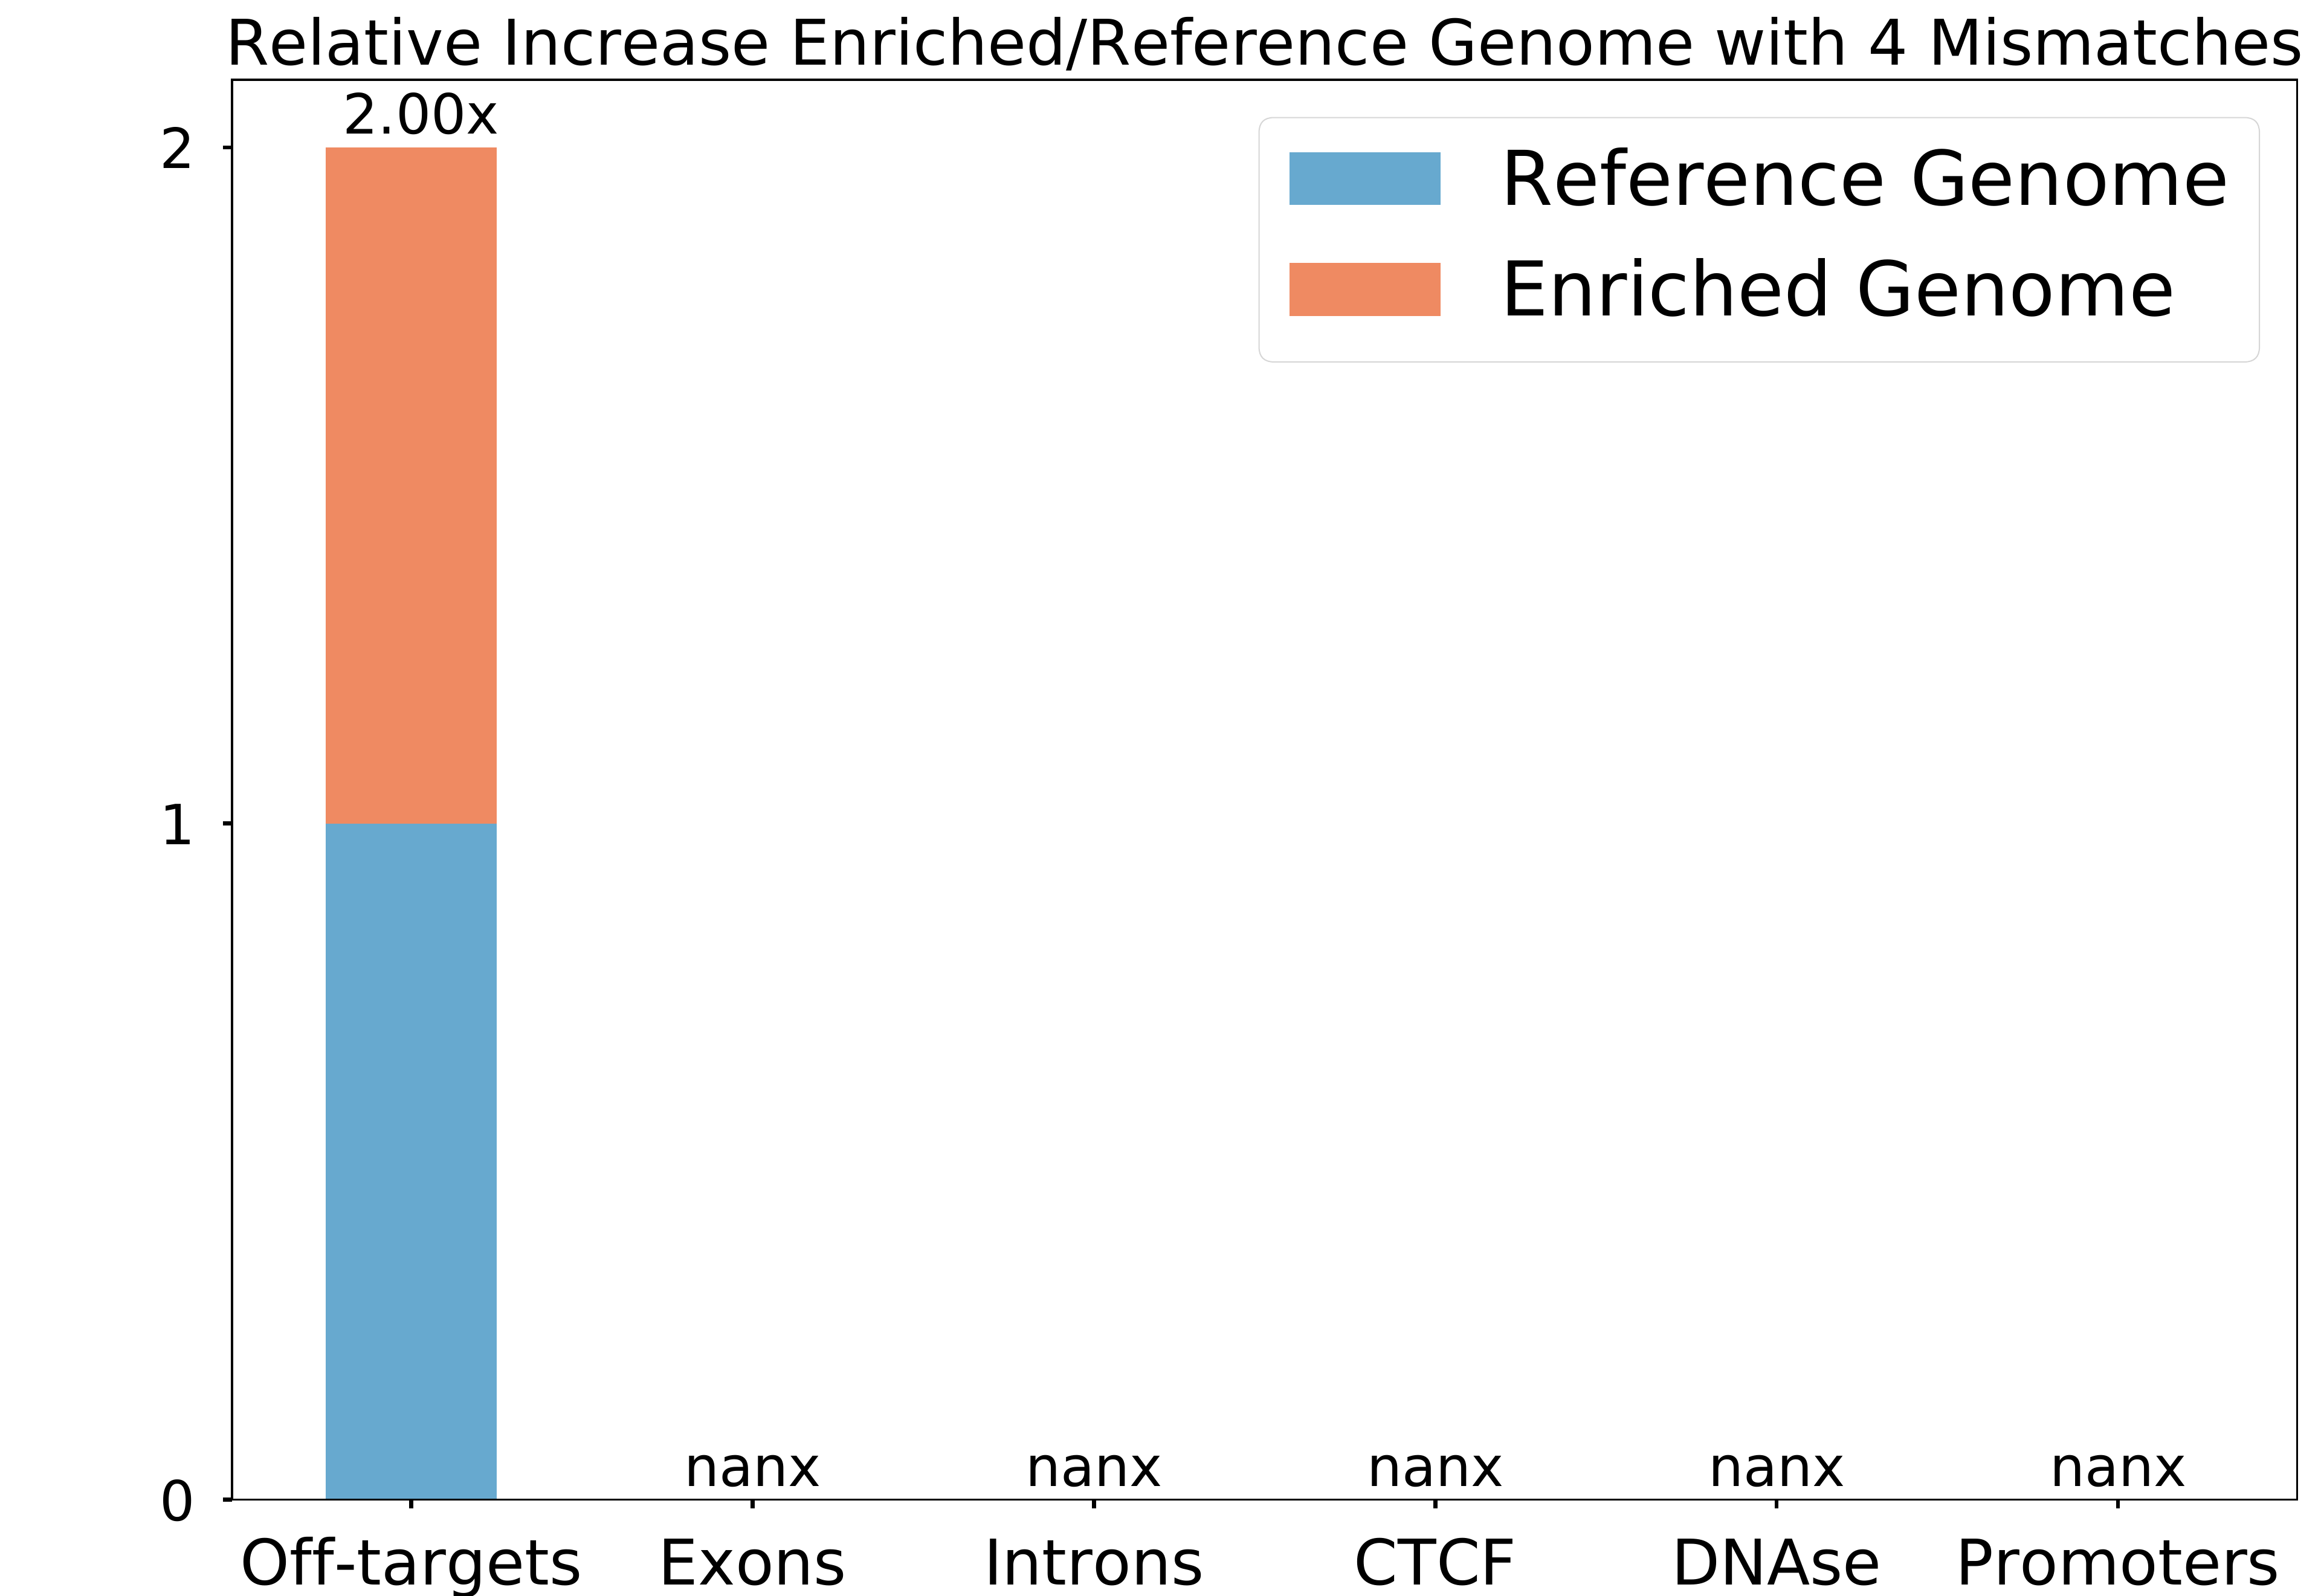 Relative Increase Enriched/Reference Genome with 4 Mismatches
2.00x
2
Reference Genome
Enriched Genome
1
nanx nanx nanx nanx nanx
0
Off-targets Exons Introns CTCF DNAse Promoters